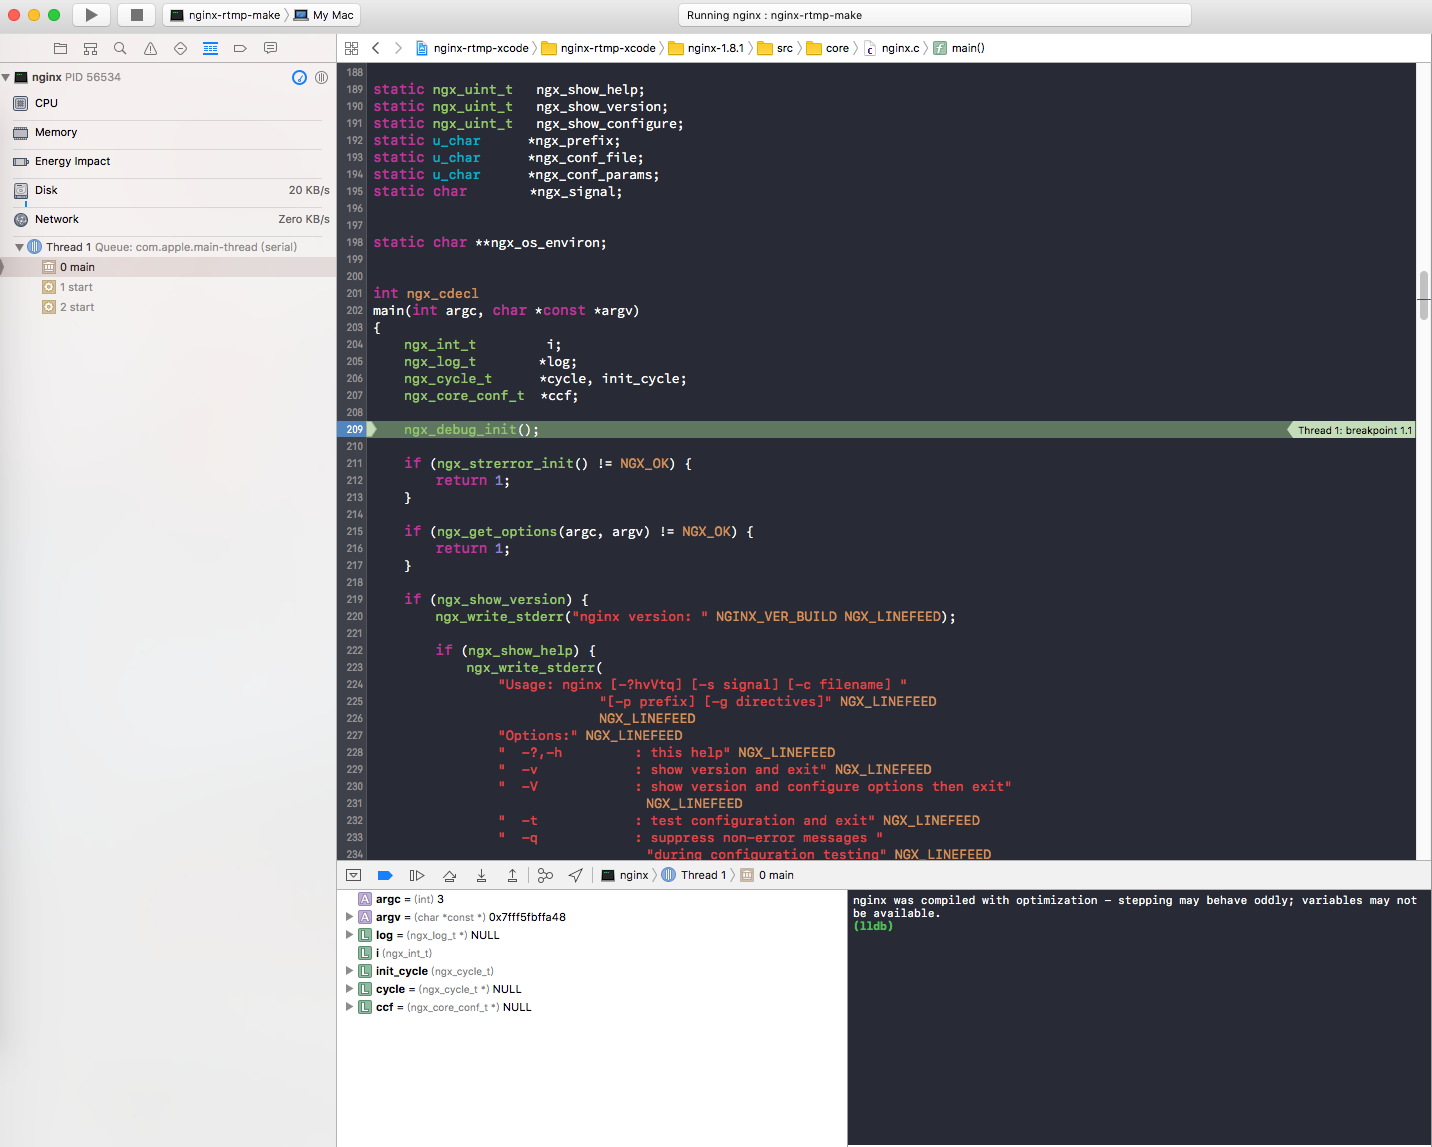 nginx-rtmp-make My Mac
Running nginx : nginx-rtmp-make
nginx-rtmp-xcode nginx-rtmp-xcode nginx-1.8.1 src core nginx.c main()
nginx PID 56534
CPU
Memory
Energy Impact
Disk 20 KB/s
Network Zero KB/s
Thread 1 Queue: com.apple.main-thread (serial)
0 main
1 start
2 start
188
189 static ngx_uint_t ngx_show_help;
190 static ngx_uint_t ngx_show_version;
191 static ngx_uint_t ngx_show_configure;
192 static u_char *ngx_prefix;
193 static u_char *ngx_conf_file;
194 static u_char *ngx_conf_params;
195 static char *ngx_signal;
196
197
198 static char **ngx_os_environ;
199
200
201 int ngx_cdecl
202 main(int argc, char *const *argv)
203 {
204 ngx_int_t i;
205 ngx_log_t *log;
206 ngx_cycle_t *cycle, init_cycle;
207 ngx_core_conf_t *ccf;
208
209 ngx_debug_init(); Thread 1: breakpoint 1.1
210
211 if (ngx_strerror_init() != NGX_OK) {
212 return 1;
213 }
214
215 if (ngx_get_options(argc, argv) != NGX_OK) {
216 return 1;
217 }
218
219 if (ngx_show_version) {
220 ngx_write_stderr("nginx version: " NGINX_VER_BUILD NGX_LINEFEED);
221
222 if (ngx_show_help) {
223 ngx_write_stderr(
224 "Usage: nginx [-?hvVtq] [-s signal] [-c filename] "
225 "[-p prefix] [-g directives]" NGX_LINEFEED
226 NGX_LINEFEED
227 "Options:" NGX_LINEFEED
228 "  -?,-h : this help" NGX_LINEFEED
229 "  -v : show version and exit" NGX_LINEFEED
230 "  -V : show version and configure options then exit"
231 NGX_LINEFEED
232 "  -t : test configuration and exit" NGX_LINEFEED
233 "  -q : suppress non-error messages "
234 "during configuration testing" NGX_LINEFEED
nginx Thread 1 0 main
A argc = (int) 3
A argv = (char *const *) 0x7fff5fbffa48
L log = (ngx_log_t *) NULL
L i (ngx_int_t)
L init_cycle (ngx_cycle_t)
L cycle = (ngx_cycle_t *) NULL
L ccf = (ngx_core_conf_t *) NULL
nginx was compiled with optimization - stepping may behave oddly; variables may not
be available.
(lldb)